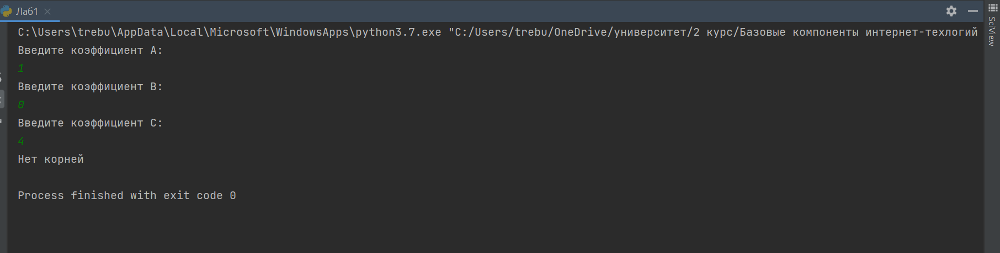 Лаб1
C:\Users\trebu\AppData\Local\Microsoft\WindowsApps\python3.7.exe "C:/Users/trebu/OneDrive/университет/2 курс/Базовые компоненты интернет-техлогий
Введите коэффициент A:
1
Введите коэффициент B:
0
Введите коэффициент C:
4
Нет корней
Process finished with exit code 0
SciView